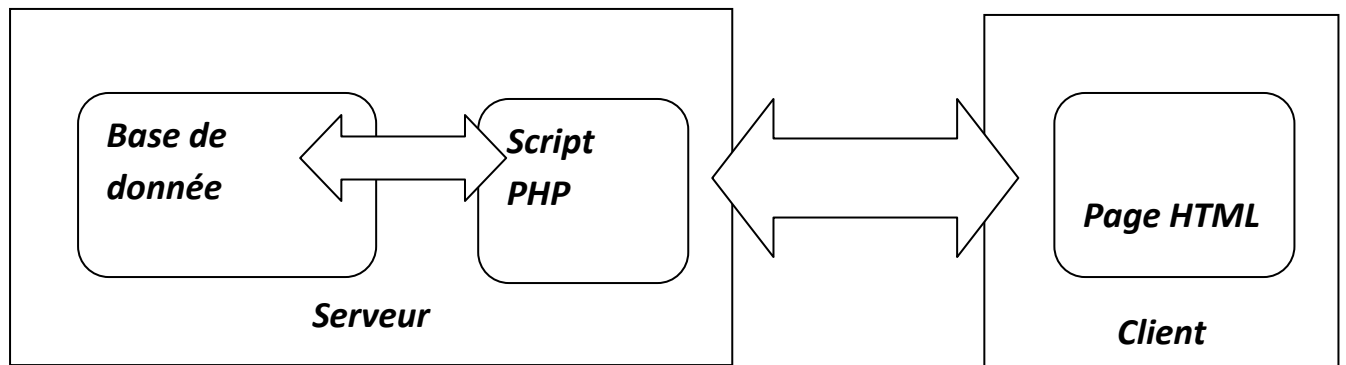 Base de
donnée
Script
PHP
Page HTML
Serveur
Client